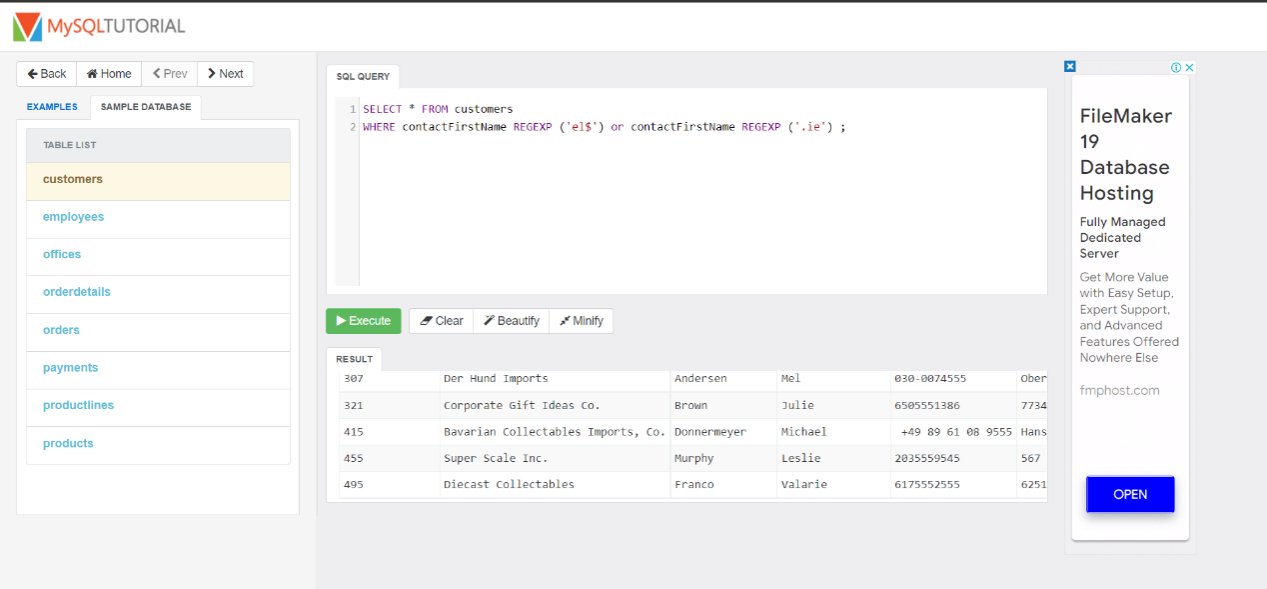 MySQLTUTORIAL
Back Home Prev Next
EXAMPLES SAMPLE DATABASE
TABLE LIST
customers
employees
offices
orderdetails
orders
payments
productlines
products
SQL QUERY
1 SELECT * FROM customers
2 WHERE contactFirstName REGEXP ('el$') or contactFirstName REGEXP ('.ie') ;
Execute Clear Beautify Minify
RESULT
307 Der Hund Imports Andersen Mel 030-0074555 Ober
321 Corporate Gift Ideas Co. Brown Julie 6505551386 7734
415 Bavarian Collectables Imports, Co. Donnermeyer Michael +49 89 61 08 9555 Hans
455 Super Scale Inc. Murphy Leslie 2035559545 567
495 Diecast Collectables Franco Valarie 6175552555 6251
FileMaker
19
Database
Hosting
Fully Managed
Dedicated
Server
Get More Value
with Easy Setup,
Expert Support,
and Advanced
Features Offered
Nowhere Else
fmphost.com
OPEN